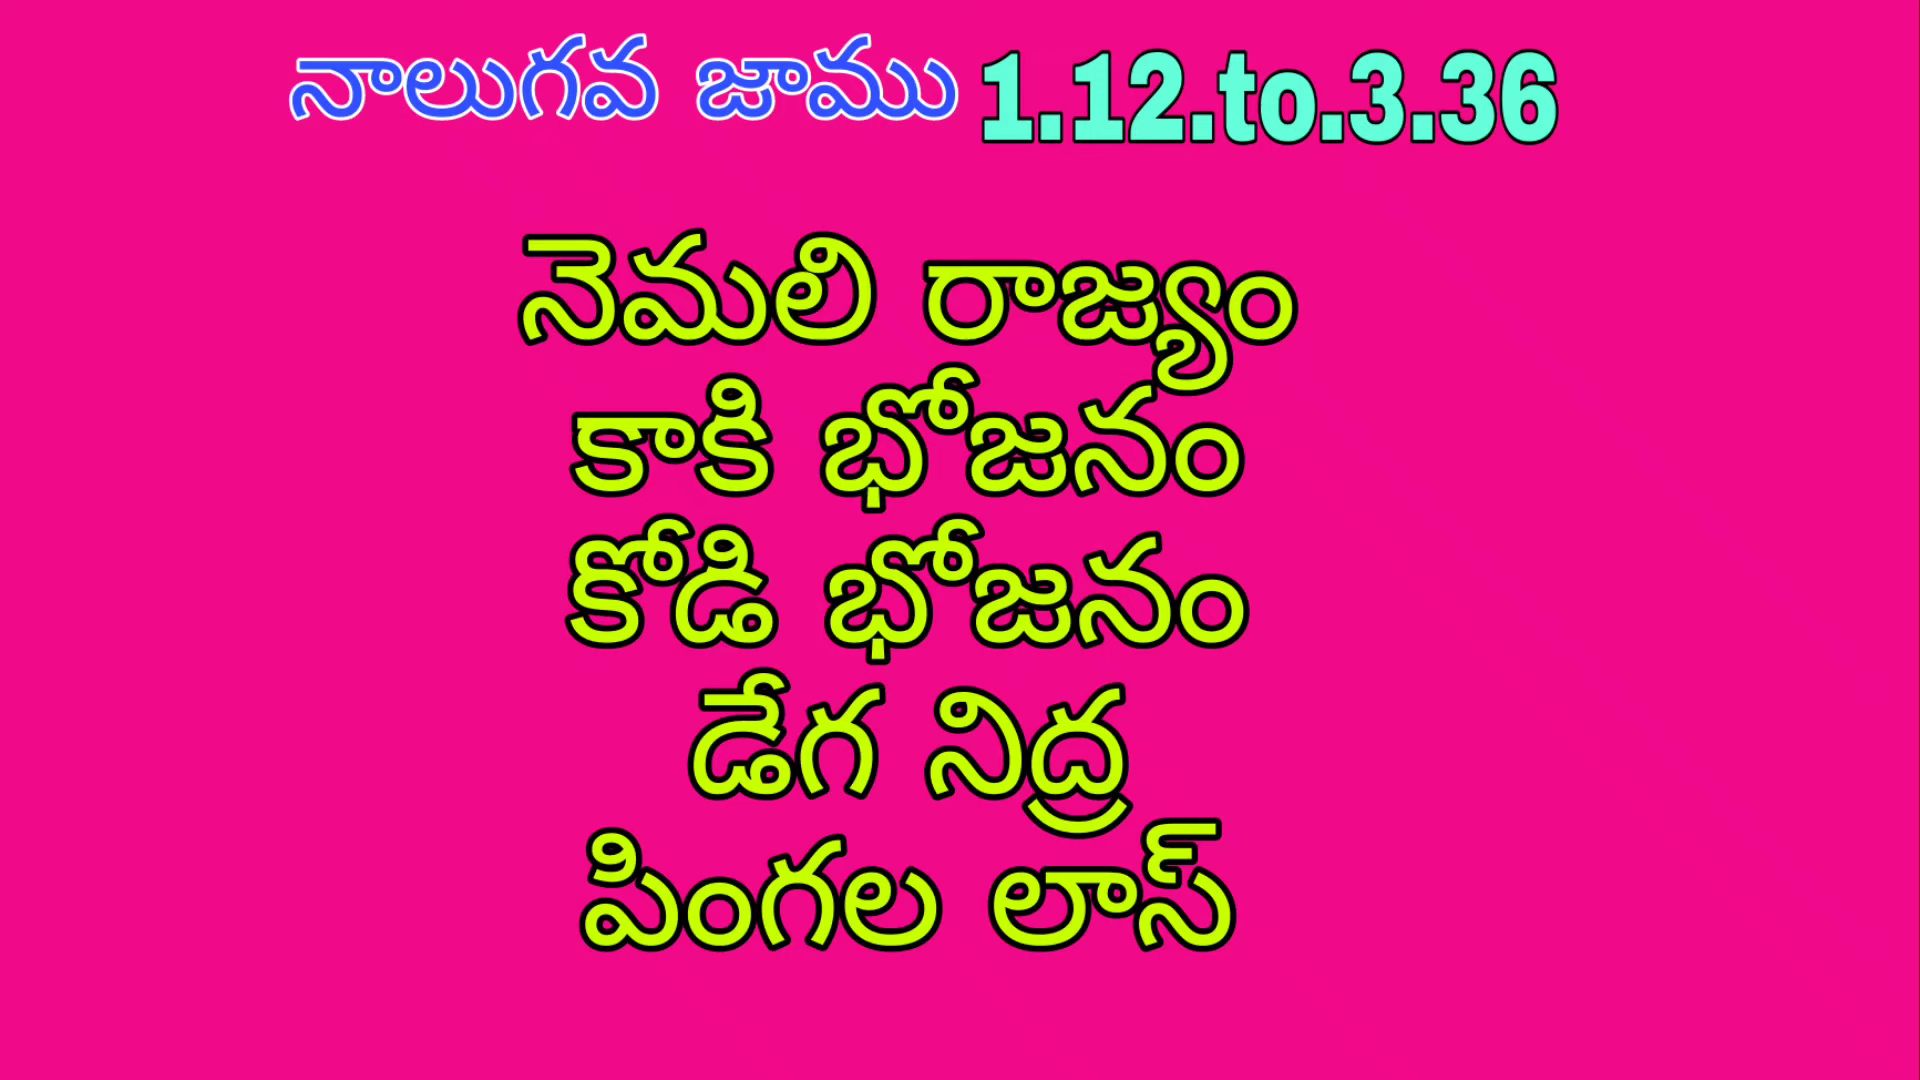 నాలుగవ జాము 1.12.to.3.36
నెమలి రాజ్యం
కాకి భోజనం
కోడి భోజనం
డేగ నిద్ర
పింగల లాస్